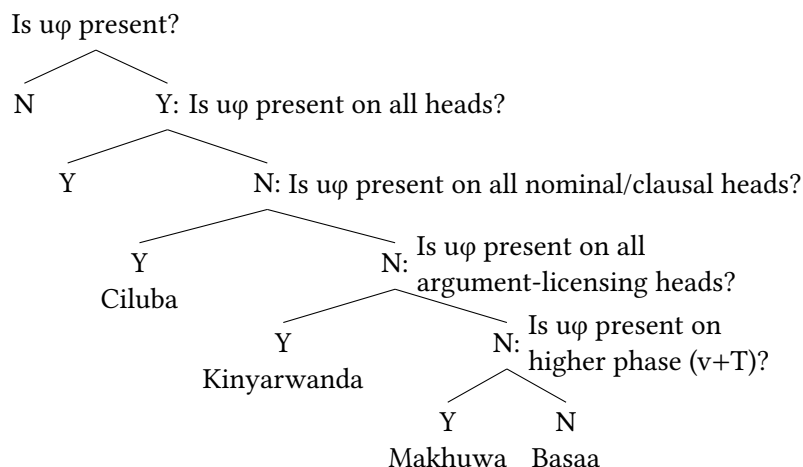 Is uφ present?
N
Y: Is uφ present on all heads?
Y
N: Is uφ present on all nominal/clausal heads?
Y
Ciluba
N: Is uφ present on all
argument-licensing heads?
Y
Kinyarwanda
N: Is uφ present on
higher phase (v+T)?
Y
Makhuwa
N
Basaa